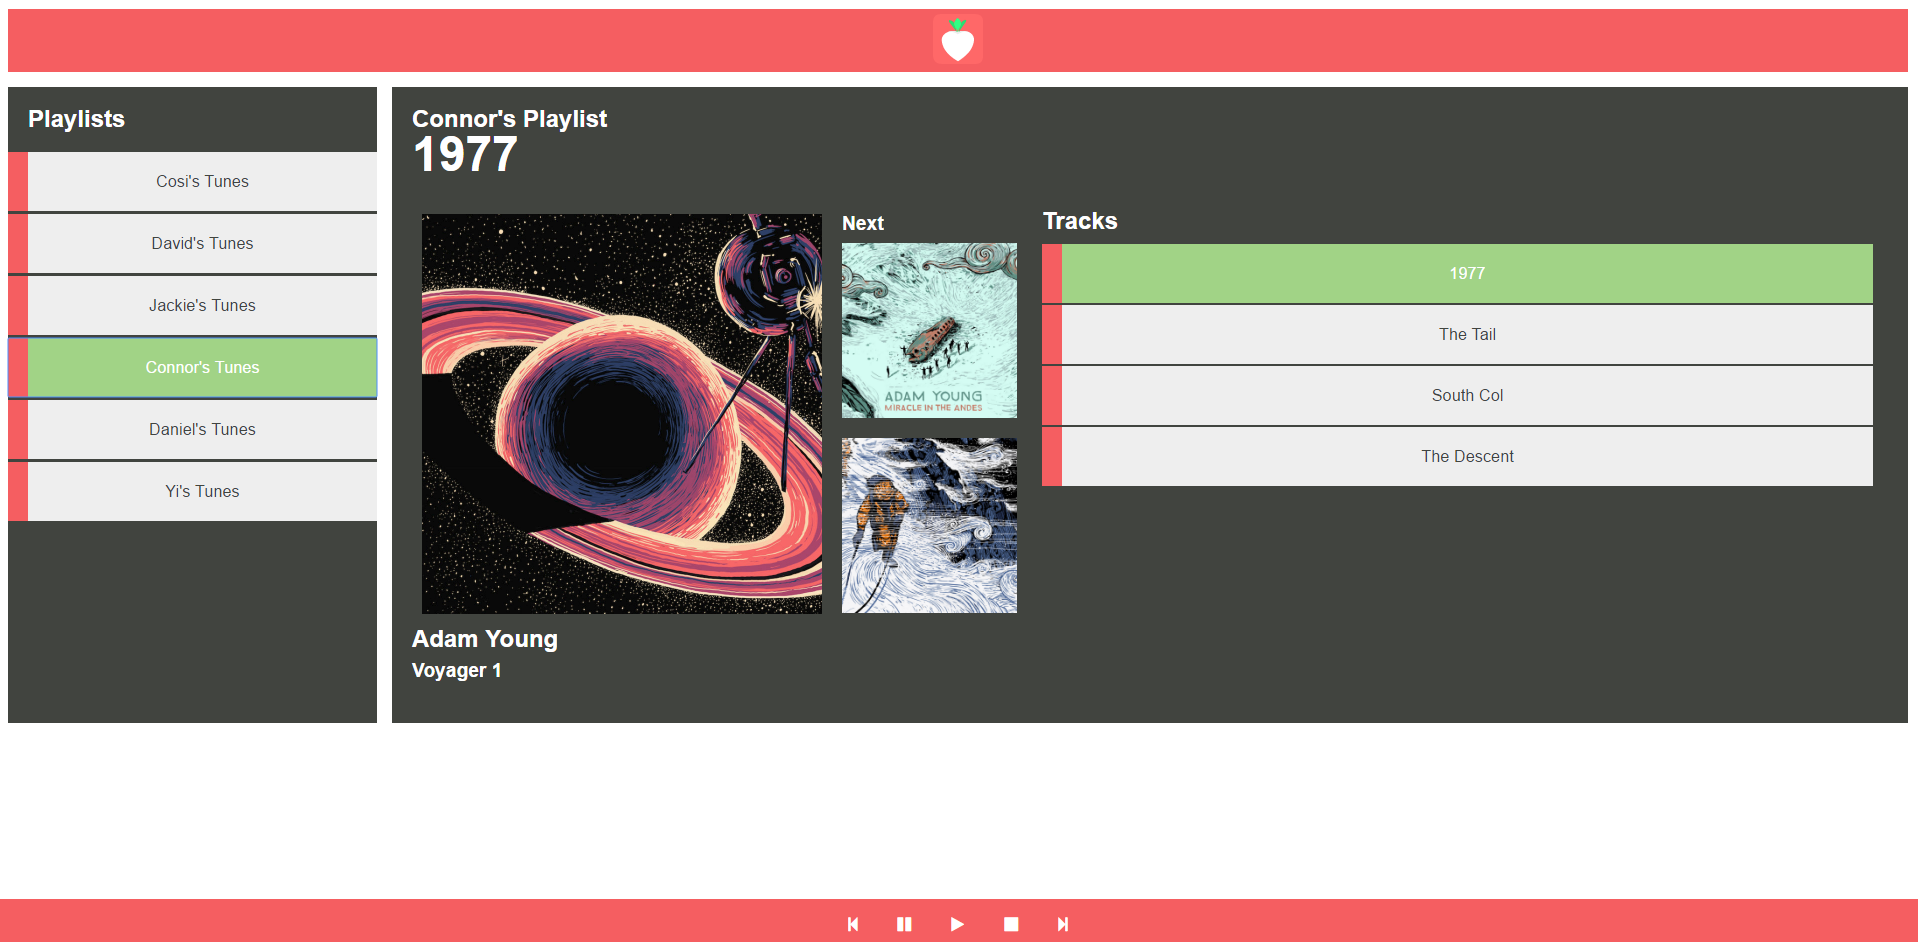 Playlists
Cosi's Tunes
David's Tunes
Jackie's Tunes
Connor's Tunes
Daniel's Tunes
Yi's Tunes
Connor's Playlist
1977
Next
ADAM YOUNG
MIRACLE IN THE ANDES
Adam Young
Voyager 1
Tracks
1977
The Tail
South Col
The Descent